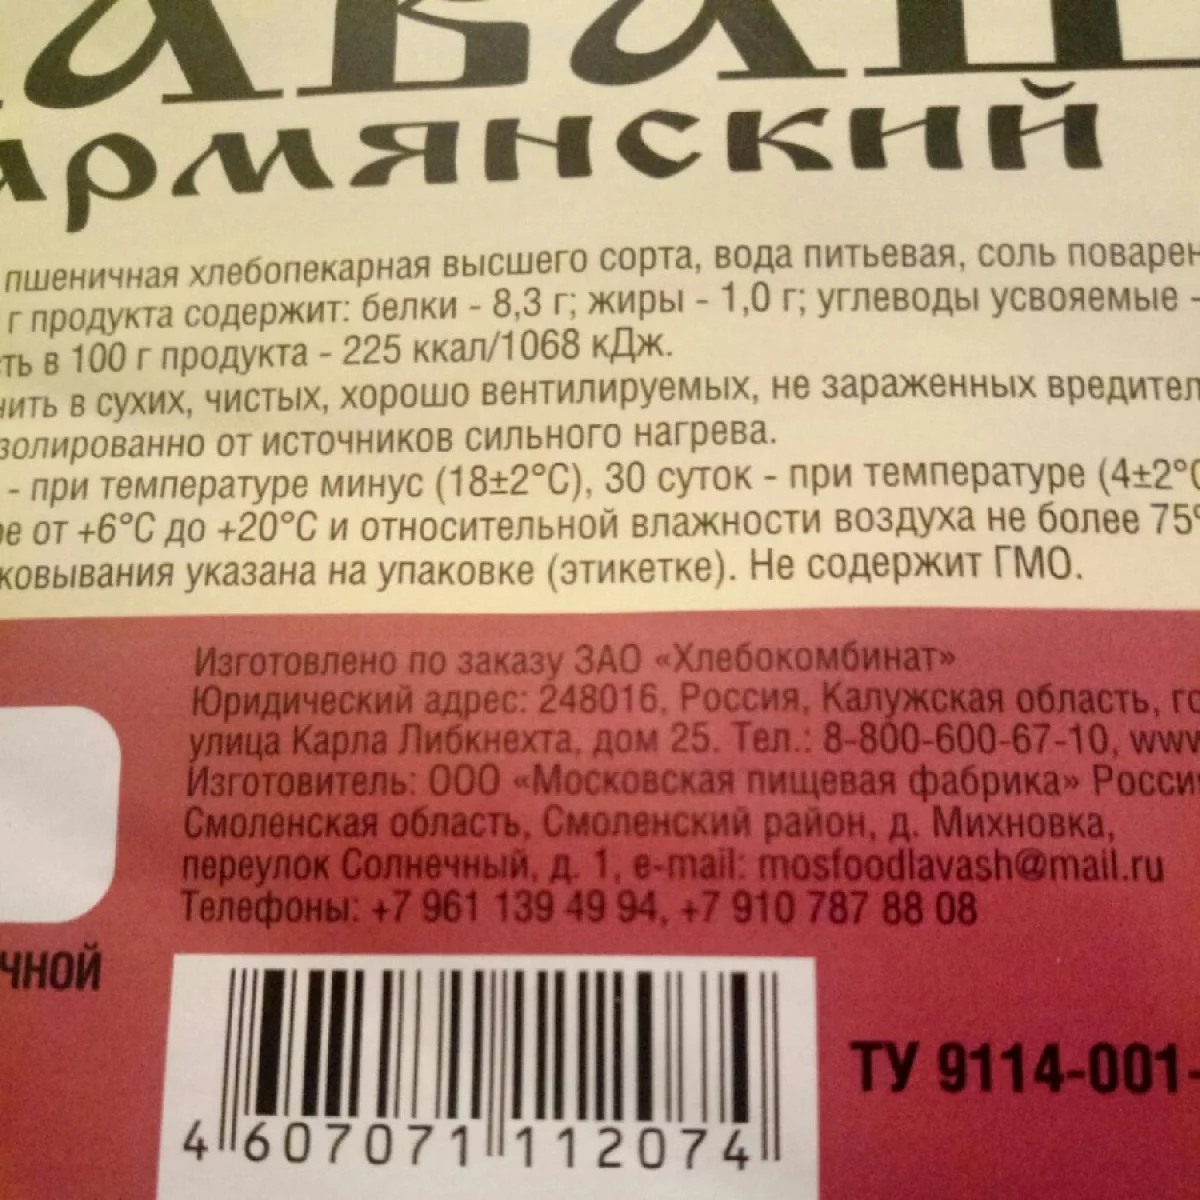 АВАШ
армянский
пшеничная хлебопекарная высшего сорта, вода питьевая, соль поварен
г продукта содержит: белки - 8,3 г; жиры - 1,0 г; углеводы усвояемые -
сть в 100 г продукта - 225 ккал/1068 кДж.
нить в сухих, чистых, хорошо вентилируемых, не зараженных вредител
золированно от источников сильного нагрева.
- при температуре минус (18±2°С), 30 суток - при температуре (4±2°С
ре от +6°С до +20°С и относительной влажности воздуха не более 75%
ковывания указана на упаковке (этикетке). Не содержит ГМО.
Изготовлено по заказу ЗАО «Хлебокомбинат»
Юридический адрес: 248016, Россия, Калужская область, го
улица Карла Либкнехта, дом 25. Тел.: 8-800-600-67-10, www
Изготовитель: ООО «Московская пищевая фабрика» Россия
Смоленская область, Смоленский район, д. Михновка,
переулок Солнечный, д. 1, e-mail: mosfoodlavash@mail.ru
Телефоны: +7 961 139 49 94, +7 910 787 88 08
чной
ТУ 9114-001-
4 607071 112074